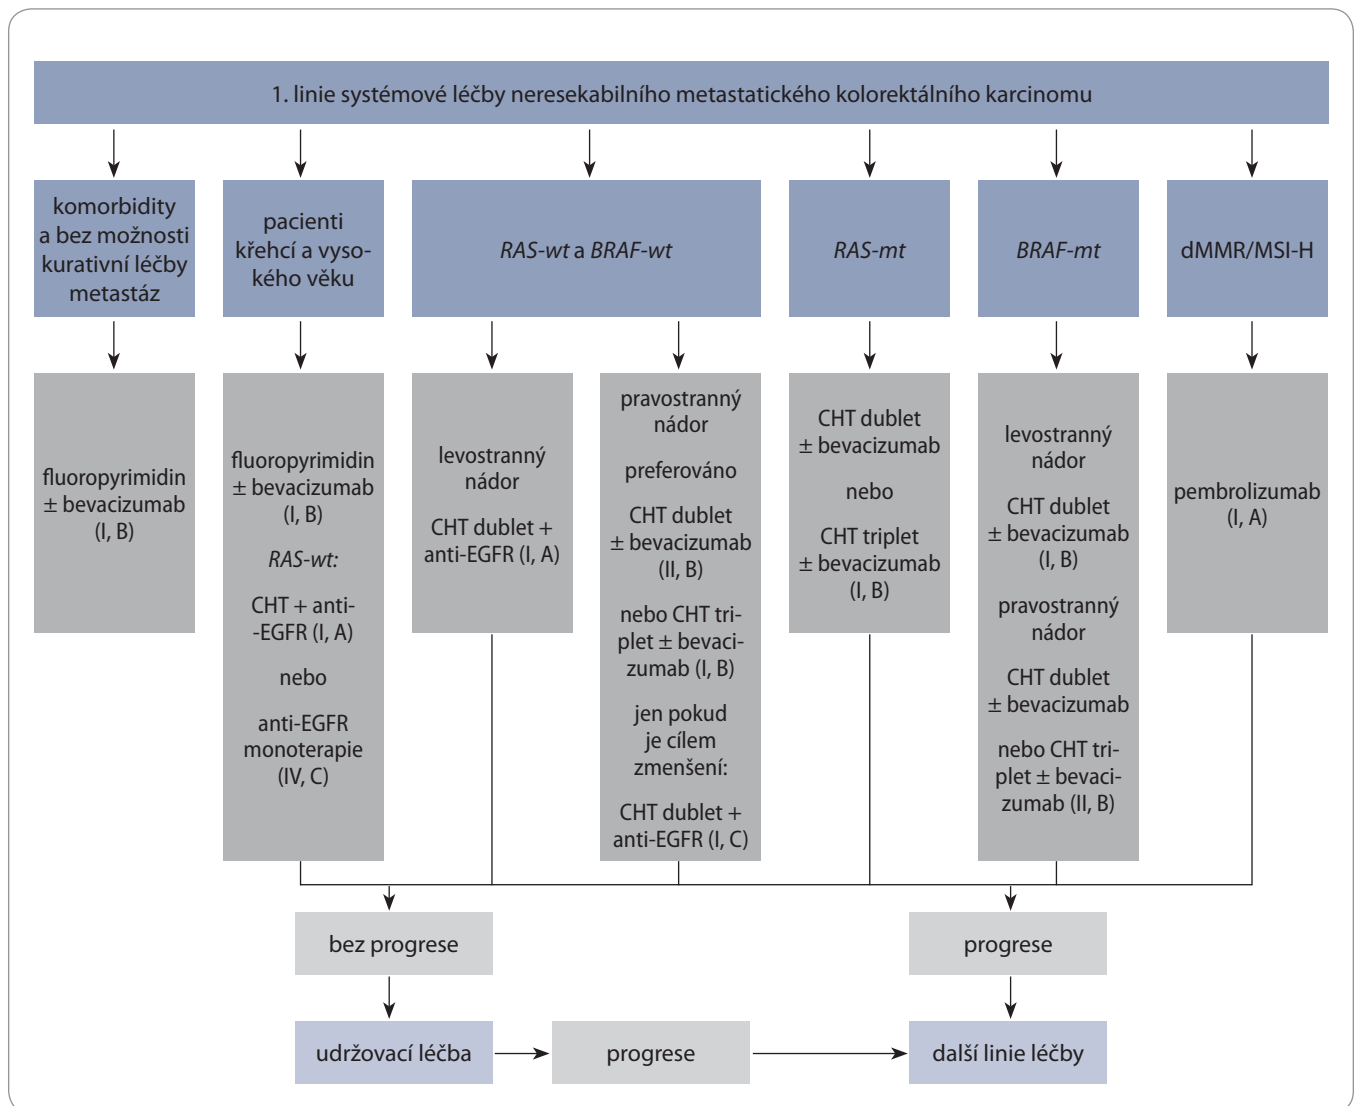 1. linie systémové léčby neresekabilního metastatického kolorektálního karcinomu
komorbidity
a bez možnosti
kurativní léčby
metastáz
pacienti
křehcí a vyso-
kého věku
RAS-wt a BRAF-wt
RAS-mt
BRAF-mt
dMMR/MSI-H
fluoropyrimidin
± bevacizumab
(I, B)
fluoropyrimidin
± bevacizumab
(I, B)
RAS-wt:
CHT + anti-
-EGFR (I, A)
nebo
anti-EGFR
monoterapie
(IV, C)
levostranný
nádor
CHT dublet +
anti-EGFR (I, A)
pravostranný
nádor
preferováno
CHT dublet
± bevacizumab
(II, B)
nebo CHT tri-
plet ± bevaci-
zumab (I, B)
jen pokud
je cílem
zmenšení:
CHT dublet +
anti-EGFR (I, C)
CHT dublet
± bevacizumab
nebo
CHT triplet
± bevacizumab
(I, B)
levostranný
nádor
CHT dublet
± bevacizumab
(I, B)
pravostranný
nádor
CHT dublet
± bevacizumab
nebo CHT tri-
plet ± bevaci-
zumab (II, B)
pembrolizumab
(I, A)
bez progrese
progrese
udržovací léčba
progrese
další linie léčby